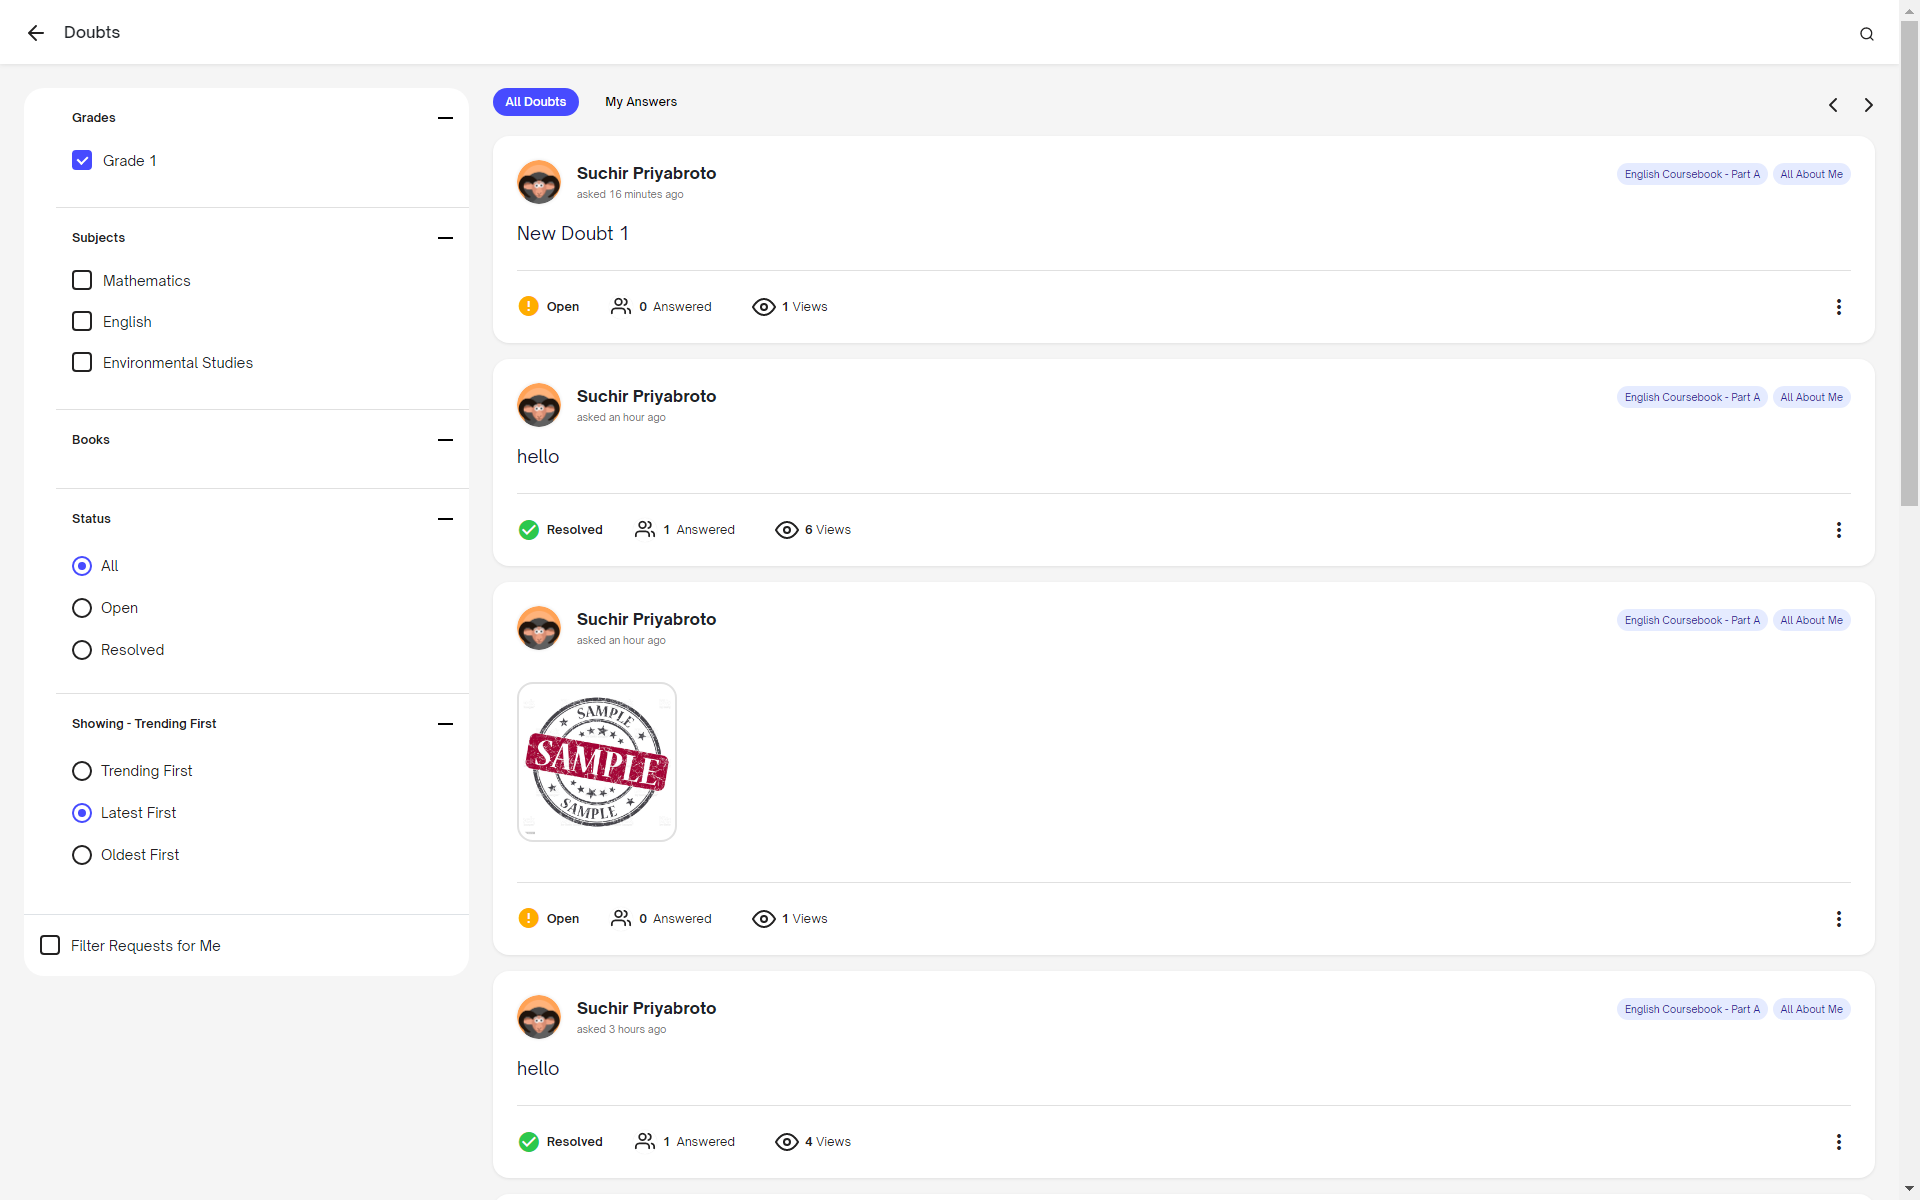 Doubts
Grades
Grade 1
Subjects
Mathematics
English
Environmental Studies
Books
Status
All
Open
Resolved
Showing - Trending First
Trending First
Latest First
Oldest First
Filter Requests for Me
All Doubts My Answers
Suchir Priyabroto English Coursebook - Part A All About Me
asked 16 minutes ago
New Doubt 1
Open 0 Answered 1 Views
Suchir Priyabroto English Coursebook - Part A All About Me
asked an hour ago
hello
Resolved 1 Answered 6 Views
Suchir Priyabroto English Coursebook - Part A All About Me
asked an hour ago
SAMPLE
SAMPLE
SAMPLE
Open 0 Answered 1 Views
Suchir Priyabroto English Coursebook - Part A All About Me
asked 3 hours ago
hello
Resolved 1 Answered 4 Views